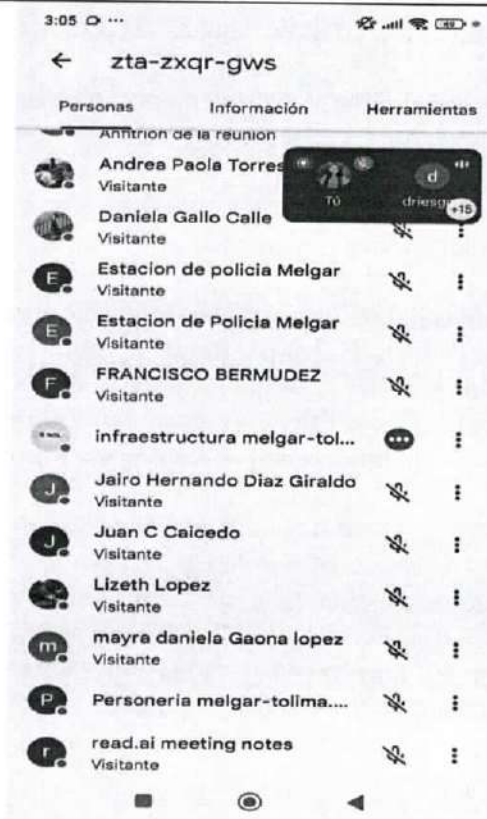 3:05
zta-zxqr-gws
Personas Información Herramientas
Anfitrión de la reunión
Andrea Paola Torres
Visitante
Tú
d
driesg
+15
Daniela Gallo Calle
Visitante
E
Estacion de policia Melgar
Visitante
E
Estacion de Policia Melgar
Visitante
F
FRANCISCO BERMUDEZ
Visitante
infraestructura melgar-tol...
J
Jairo Hernando Diaz Giraldo
Visitante
J
Juan C Caicedo
Visitante
Lizeth Lopez
Visitante
m
mayra daniela Gaona lopez
Visitante
P
Personeria melgar-tolima....
r
read.ai meeting notes
Visitante